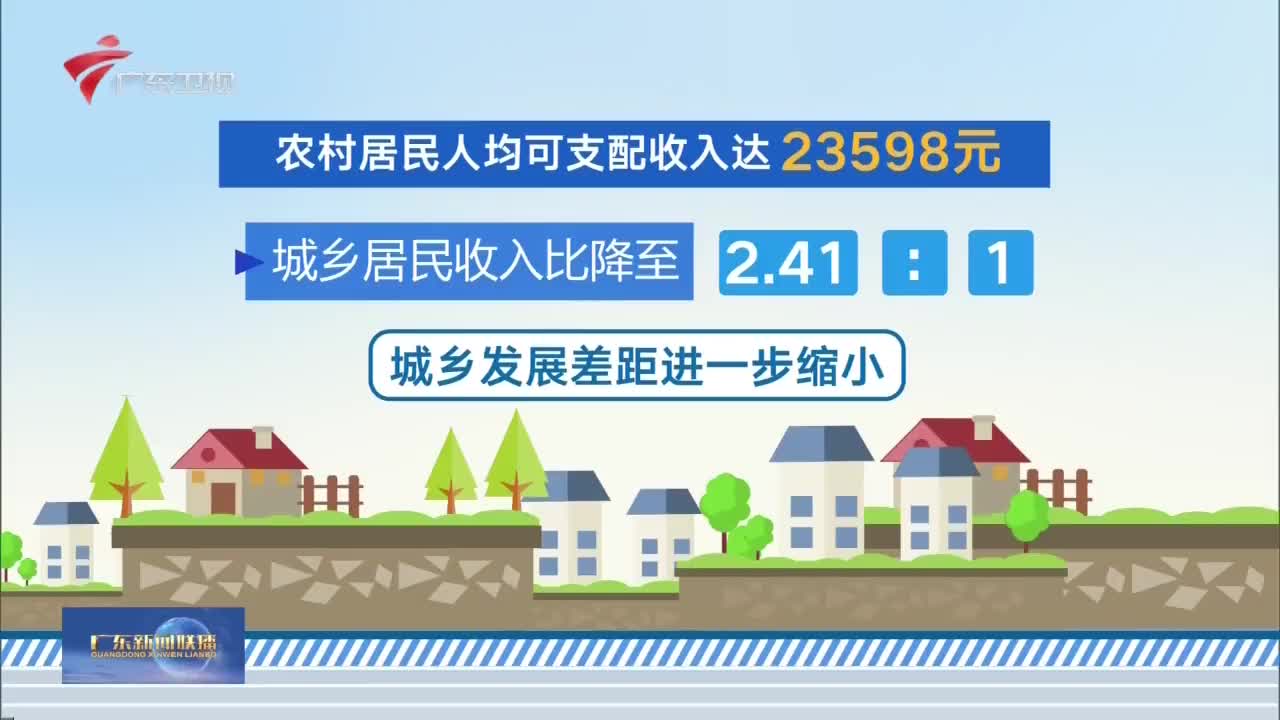 广东卫视
农村居民人均可支配收入达 23598元
城乡居民收入比降至 2.41 : 1
城乡发展差距进一步缩小
广东新闻联播
GUANGDONG XINWEN LIANBO